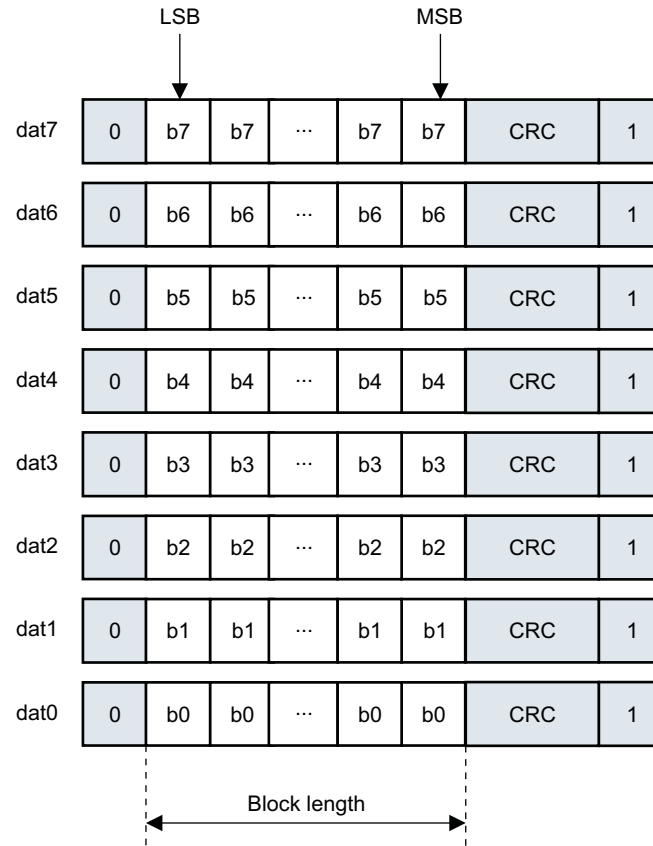 LSB MSB
dat7 0 b7 b7 ... b7 b7 CRC 1
dat6 0 b6 b6 ... b6 b6 CRC 1
dat5 0 b5 b5 ... b5 b5 CRC 1
dat4 0 b4 b4 ... b4 b4 CRC 1
dat3 0 b3 b3 ... b3 b3 CRC 1
dat2 0 b2 b2 ... b2 b2 CRC 1
dat1 0 b1 b1 ... b1 b1 CRC 1
dat0 0 b0 b0 ... b0 b0 CRC 1
Block length